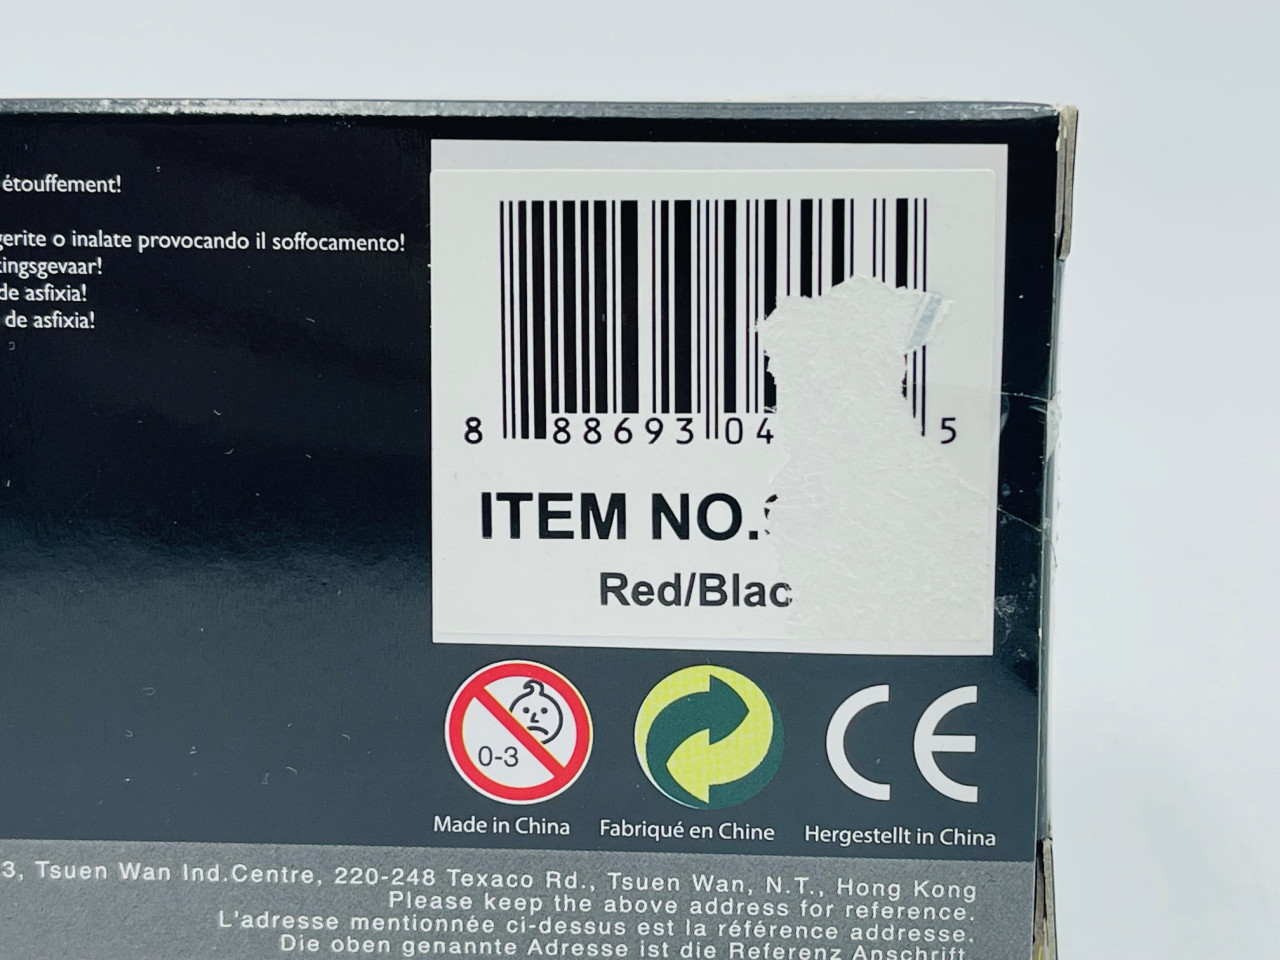 étouffement!
gerite o inalate provocando il soffocamento!
kingsgevaar!
de asfixia!
de asfixia!
8 88693 04 5
ITEM NO.
Red/Blac
0-3
CE
Made in China
Fabriqué en Chine
Hergestellt in China
3, Tsuen Wan Ind.Centre, 220-248 Texaco Rd., Tsuen Wan, N.T., Hong Kong
Please keep the above address for reference.
L'adresse mentionnée ci-dessus est la référence addresse.
Die oben genannte Adresse ist die Referenz Anschrift.